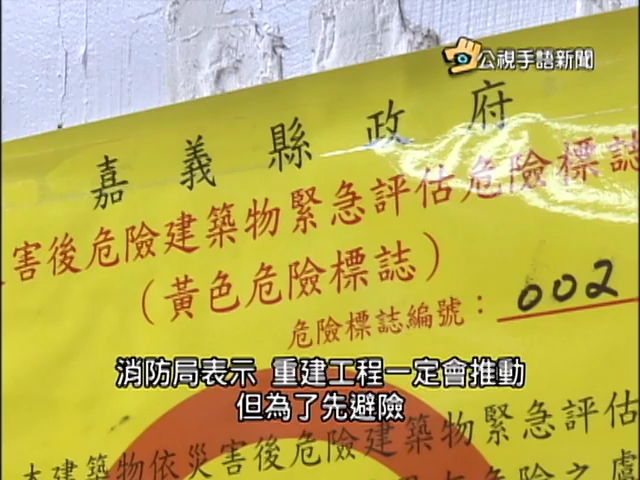 公視手語新聞
嘉義縣政府
害後危險建築物緊急評估危險標誌
(黃色危險標誌)
危險標誌編號：002
消防局表示 重建工程一定會推動
但為了先避險
本建築物依災害後危險建築物緊急評估
危險之虞